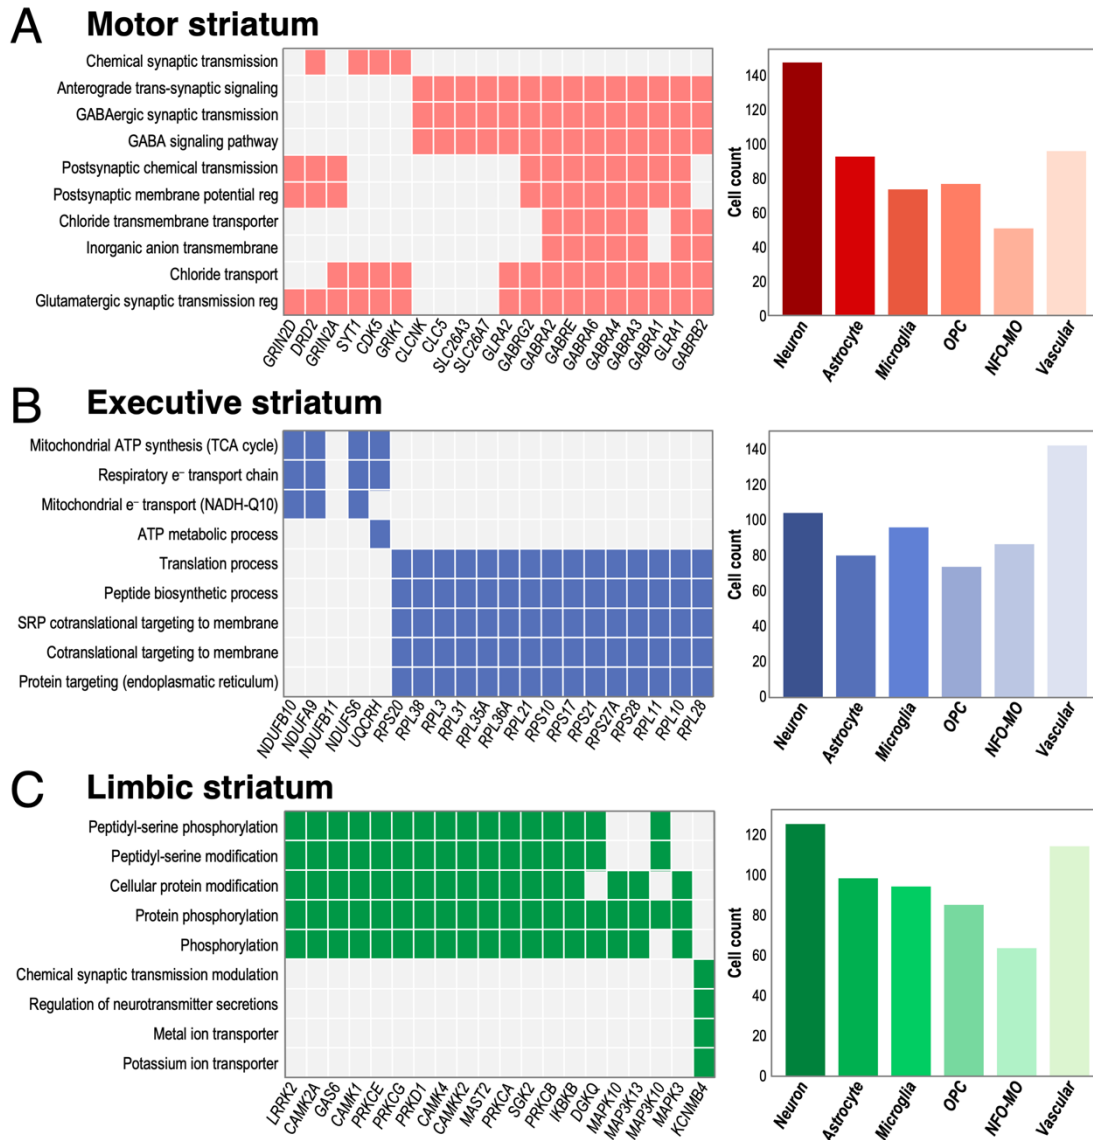 A Motor striatum
Chemical synaptic transmission
Anterograde trans-synaptic signaling
GABAergic synaptic transmission
GABA signaling pathway
Postsynaptic chemical transmission
Postsynaptic membrane potential reg
Chloride transmembrane transporter
Inorganic anion transmembrane
Chloride transport
Glutamatergic synaptic transmission reg
GRIN2D
DRD2
GRIN2A
SYT1
CDK5
GRIK1
CLCNK
CLC5
SLC26A3
SLC26A7
GLRA2
GABRG2
GABRA2
GABRE
GABRA6
GABRA4
GABRA3
GABRA1
GLRA1
GABRB2
Cell count
140
120
100
80
60
40
20
0
Neuron
Astrocyte
Microglia
OPC
NFO-MO
Vascular
B Executive striatum
Mitochondrial ATP synthesis (TCA cycle)
Respiratory e⁻ transport chain
Mitochondrial e⁻ transport (NADH-Q10)
ATP metabolic process
Translation process
Peptide biosynthetic process
SRP cotranslational targeting to membrane
Cotranslational targeting to membrane
Protein targeting (endoplasmatic reticulum)
NDUFB10
NDUFA9
NDUFB11
NDUFS6
UQCRH
RPS20
RPL38
RPL3
RPL31
RPL35A
RPL36A
RPL21
RPS10
RPS17
RPS21
RPS27A
RPS28
RPL11
RPL10
RPL28
Cell count
140
120
100
80
60
40
20
0
Neuron
Astrocyte
Microglia
OPC
NFO-MO
Vascular
C Limbic striatum
Peptidyl-serine phosphorylation
Peptidyl-serine modification
Cellular protein modification
Protein phosphorylation
Phosphorylation
Chemical synaptic transmission modulation
Regulation of neurotransmitter secretions
Metal ion transporter
Potassium ion transporter
LRRK2
CAMK2A
GAS6
CAMK1
PRKCE
PRKCG
PRKD1
CAMK4
CAMKK2
MAST2
PRKCA
SGK2
PRKCB
IKBKB
DGKQ
MAPK10
MAP3K13
MAP3K10
MAPK3
KCNMB4
Cell count
120
100
80
60
40
20
0
Neuron
Astrocyte
Microglia
OPC
NFO-MO
Vascular